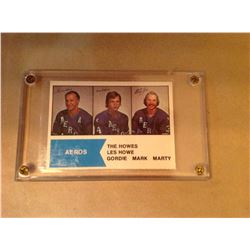 AEROS
THE HOWES
LES HOWE
GORDIE MARK MARTY